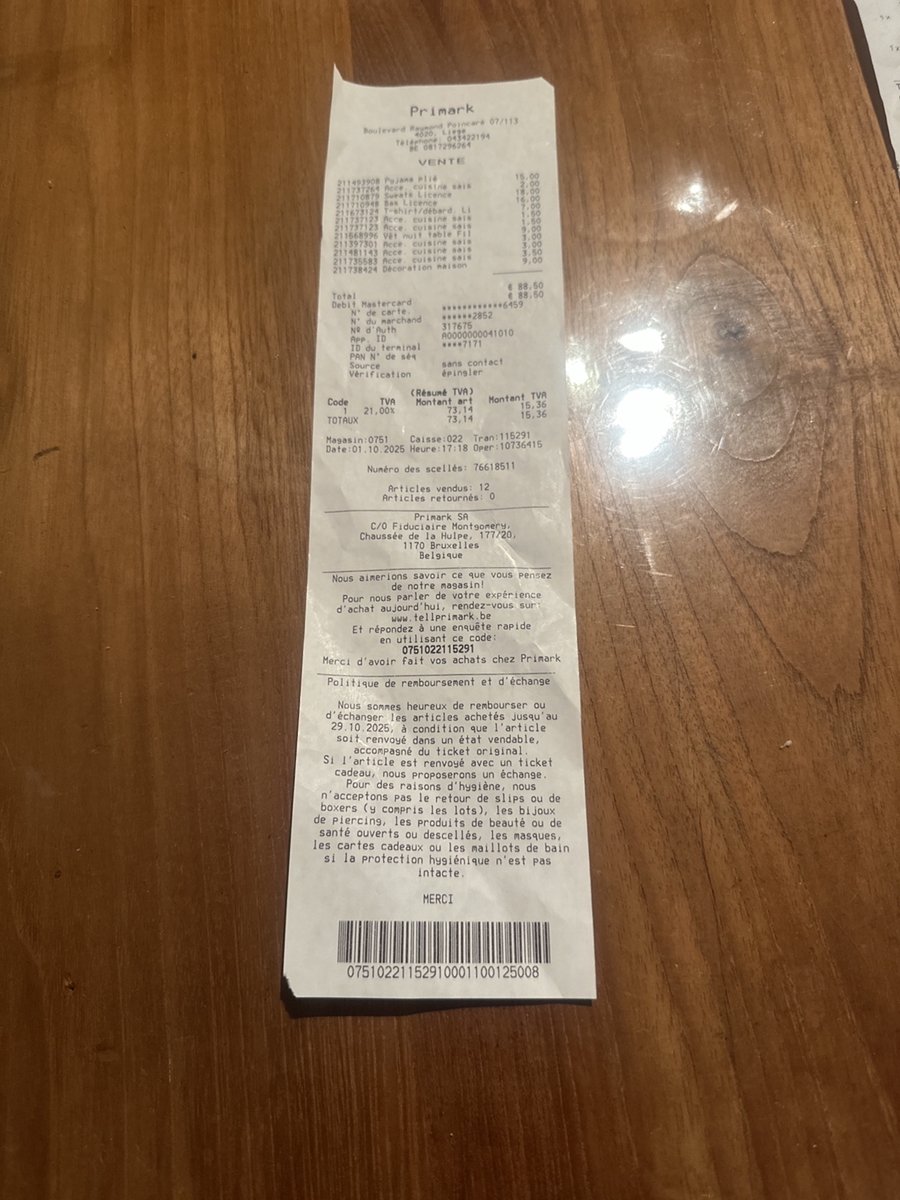 Primark
Boulevard Raymond Poincaré 07/113
4020, Liege
Téléphone: 043422194
BE 0817296264
VENTE
211493908 Pyjama plié 15,00
211737264 Acce. cuisine sais 2,00
211710879 Sweats Licence 18,00
211710948 Bas Licence 16,00
211673124 T-shirt/débard. Li 7,00
211737123 Acce. cuisine sais 1,50
211737123 Acce. cuisine sais 1,50
211568996 Vêt nuit table Fil 9,00
211397301 Acce. cuisine sais 3,00
211481143 Acce. cuisine sais 3,00
211735583 Acce. cuisine sais 3,50
211738424 Décoration maison 9,00
Total € 88,50
Debit Mastercard € 88,50
N° de carte. ************6459
N° du marchand ******2852
Nº d'Auth 317675
App. ID A0000000041010
ID du terminal ****7171
PAN N° de séq
Source sans contact
Vérification épingler
(Résumé TVA)
Code TVA Montant art Montant TVA
1 21,00% 73,14 15,36
TOTAUX 73,14 15,36
Magasin:0751 Caisse:022 Tran:115291
Date:01.10.2025 Heure:17:18 Oper:10736415
Numéro des scellés: 76618511
Articles vendus: 12
Articles retournés: 0
Primark SA
C/O Fiduciaire Montgomery,
Chaussée de la Hulpe, 177/20,
1170 Bruxelles
Belgique
Nous aimerions savoir ce que vous pensez
de notre magasin!
Pour nous parler de votre expérience
d'achat aujourd'hui, rendez-vous sur:
www.tellprimark.be
Et répondez à une enquête rapide
en utilisant ce code:
0751022115291
Merci d'avoir fait vos achats chez Primark
Politique de remboursement et d'échange
Nous sommes heureux de rembourser ou
d'échanger les articles achetés jusqu'au
29.10.2025, à condition que l'article
soit renvoyé dans un état vendable,
accompagné du ticket original.
Si l'article est renvoyé avec un ticket
cadeau, nous proposerons un échange.
Pour des raisons d'hygiène, nous
n'acceptons pas le retour de slips ou de
boxers (y compris les lots), les bijoux
de piercing, les produits de beauté ou de
santé ouverts ou descellés, les masques,
les cartes cadeaux ou les maillots de bain
si la protection hygiénique n'est pas
intacte.
MERCI
07510221152910001100125008